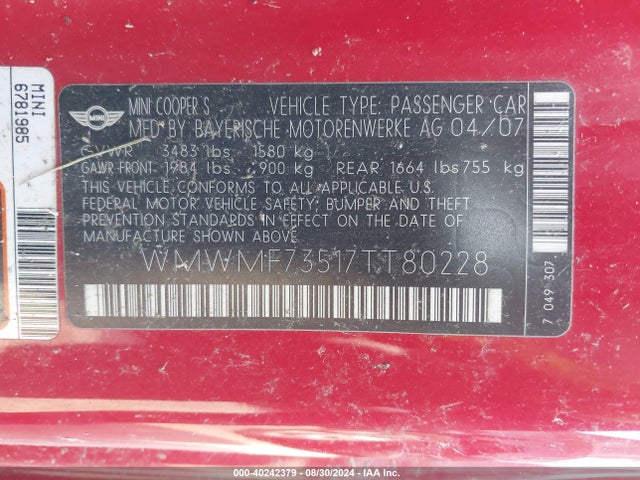 MINI
6781985
MINI
MINI COOPER S VEHICLE TYPE: PASSENGER CAR
MFD BY BAYERISCHE MOTORENWERKE AG 04/07
GVWR 3483 lbs 1580 kg
GAWR FRONT 1984 lbs 900 kg REAR 1664 lbs 755 kg
THIS VEHICLE CONFORMS TO ALL APPLICABLE U.S.
FEDERAL MOTOR VEHICLE SAFETY, BUMPER AND THEFT
PREVENTION STANDARDS IN EFFECT ON THE DATE OF
MANUFACTURE SHOWN ABOVE.
WMWMF73517TT80228
7 049 307
000-40242379 - 08/30/2024 - IAA Inc.